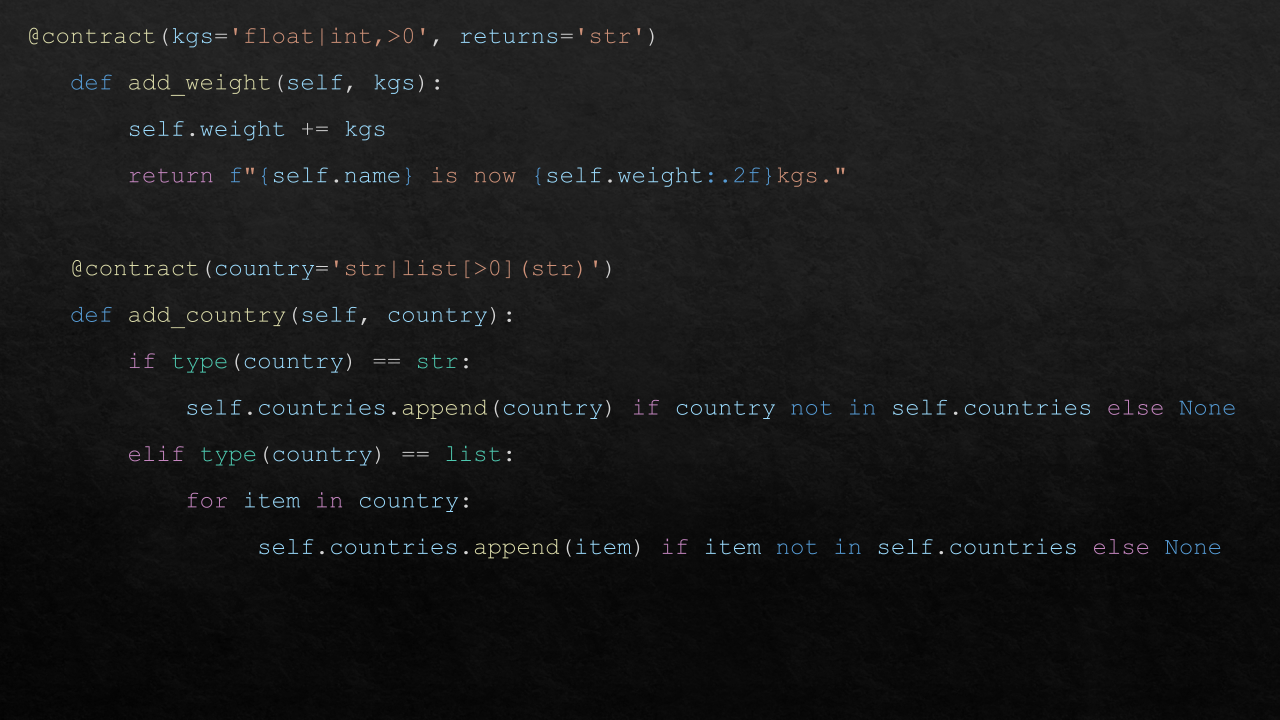 @contract(kgs='float|int,>0', returns='str')
   def add_weight(self, kgs):
       self.weight += kgs
       return f"{self.name} is now {self.weight:.2f}kgs."

   @contract(country='str|list[>0](str)')
   def add_country(self, country):
       if type(country) == str:
           self.countries.append(country) if country not in self.countries else None
       elif type(country) == list:
           for item in country:
                self.countries.append(item) if item not in self.countries else None